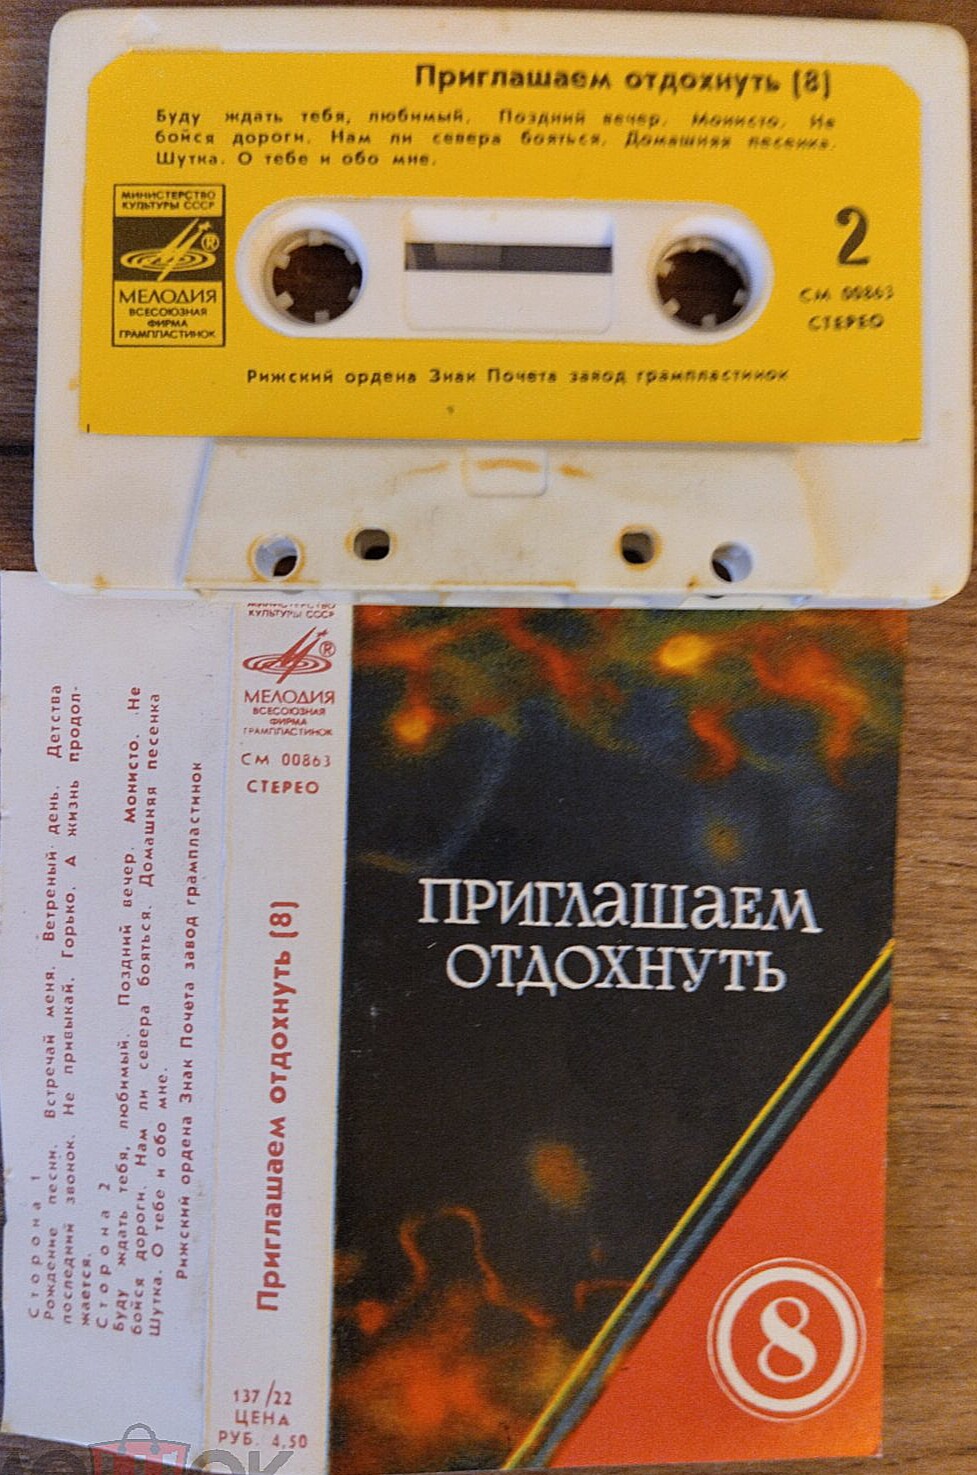 Приглашаем отдохнуть (8)
Буду ждать тебя, любимый. Поздний вечер. Монисто. Не
бойся дороги. Нам ли севера бояться. Домашняя песенка.
Шутка. О тебе и обо мне.
МИНИСТЕРСТВО
КУЛЬТУРЫ СССР
®
МЕЛОДИЯ
ВСЕСОЮЗНАЯ
ФИРМА
ГРАМПЛАСТИНОК
2
СМ 00863
СТЕРЕО
Рижский ордена Знак Почета завод грампластинок
Сторона 1
Рождение песни. Встречай меня. Ветреный день. Детства
последний звонок. Не привыкай. Горько. А жизнь продол-
жается.
Сторона 2
Буду ждать тебя, любимый. Поздний вечер. Монисто. Не
бойся дороги. Нам ли севера бояться. Домашняя песенка
Шутка. О тебе и обо мне.
Рижский ордена Знак Почета завод грампластинок
МИНИСТЕРСТВО
КУЛЬТУРЫ СССР
®
МЕЛОДИЯ
ВСЕСОЮЗНАЯ
ФИРМА
ГРАМПЛАСТИНОК
СМ 00863
СТЕРЕО
Приглашаем отдохнуть (8)
137/22
ЦЕНА
РУБ. 4,50
ПРИГЛАШАЕМ
ОТДОХНУТЬ
8